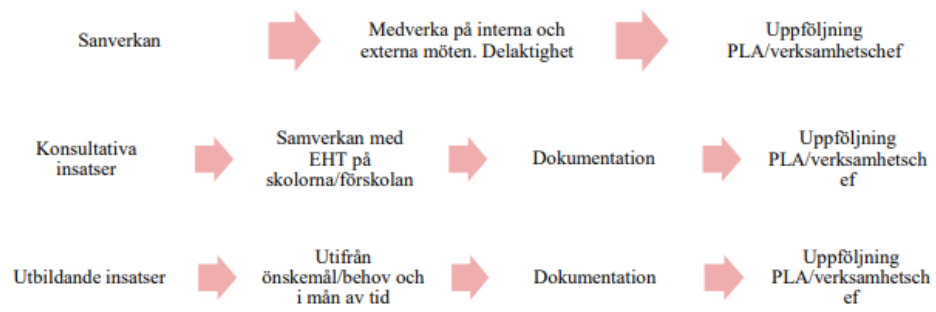 Sanverkan
Medverka på interna och
externa möten. Delaktighet
Uppföljning
PLA/verksamhetschef
Konsultativa
insatser
Samverkan med
EHT på
skolorna/förskolan
Dokumentation
Uppföljning
PLA/verksamhetsch
ef
Utbildande insatser
Utifrån
önskemål/behov och
i mån av tid
Dokumentation
Uppföljning
PLA/verksamhetsch
ef